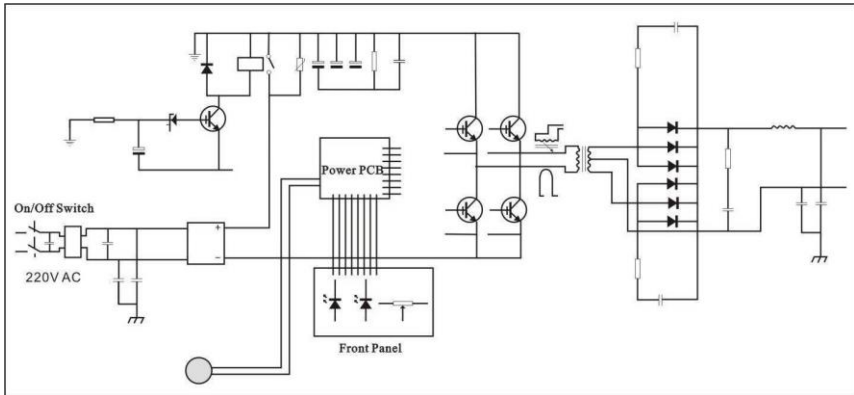 Power PCB
On/Off Switch
220V AC
+
−
Front Panel